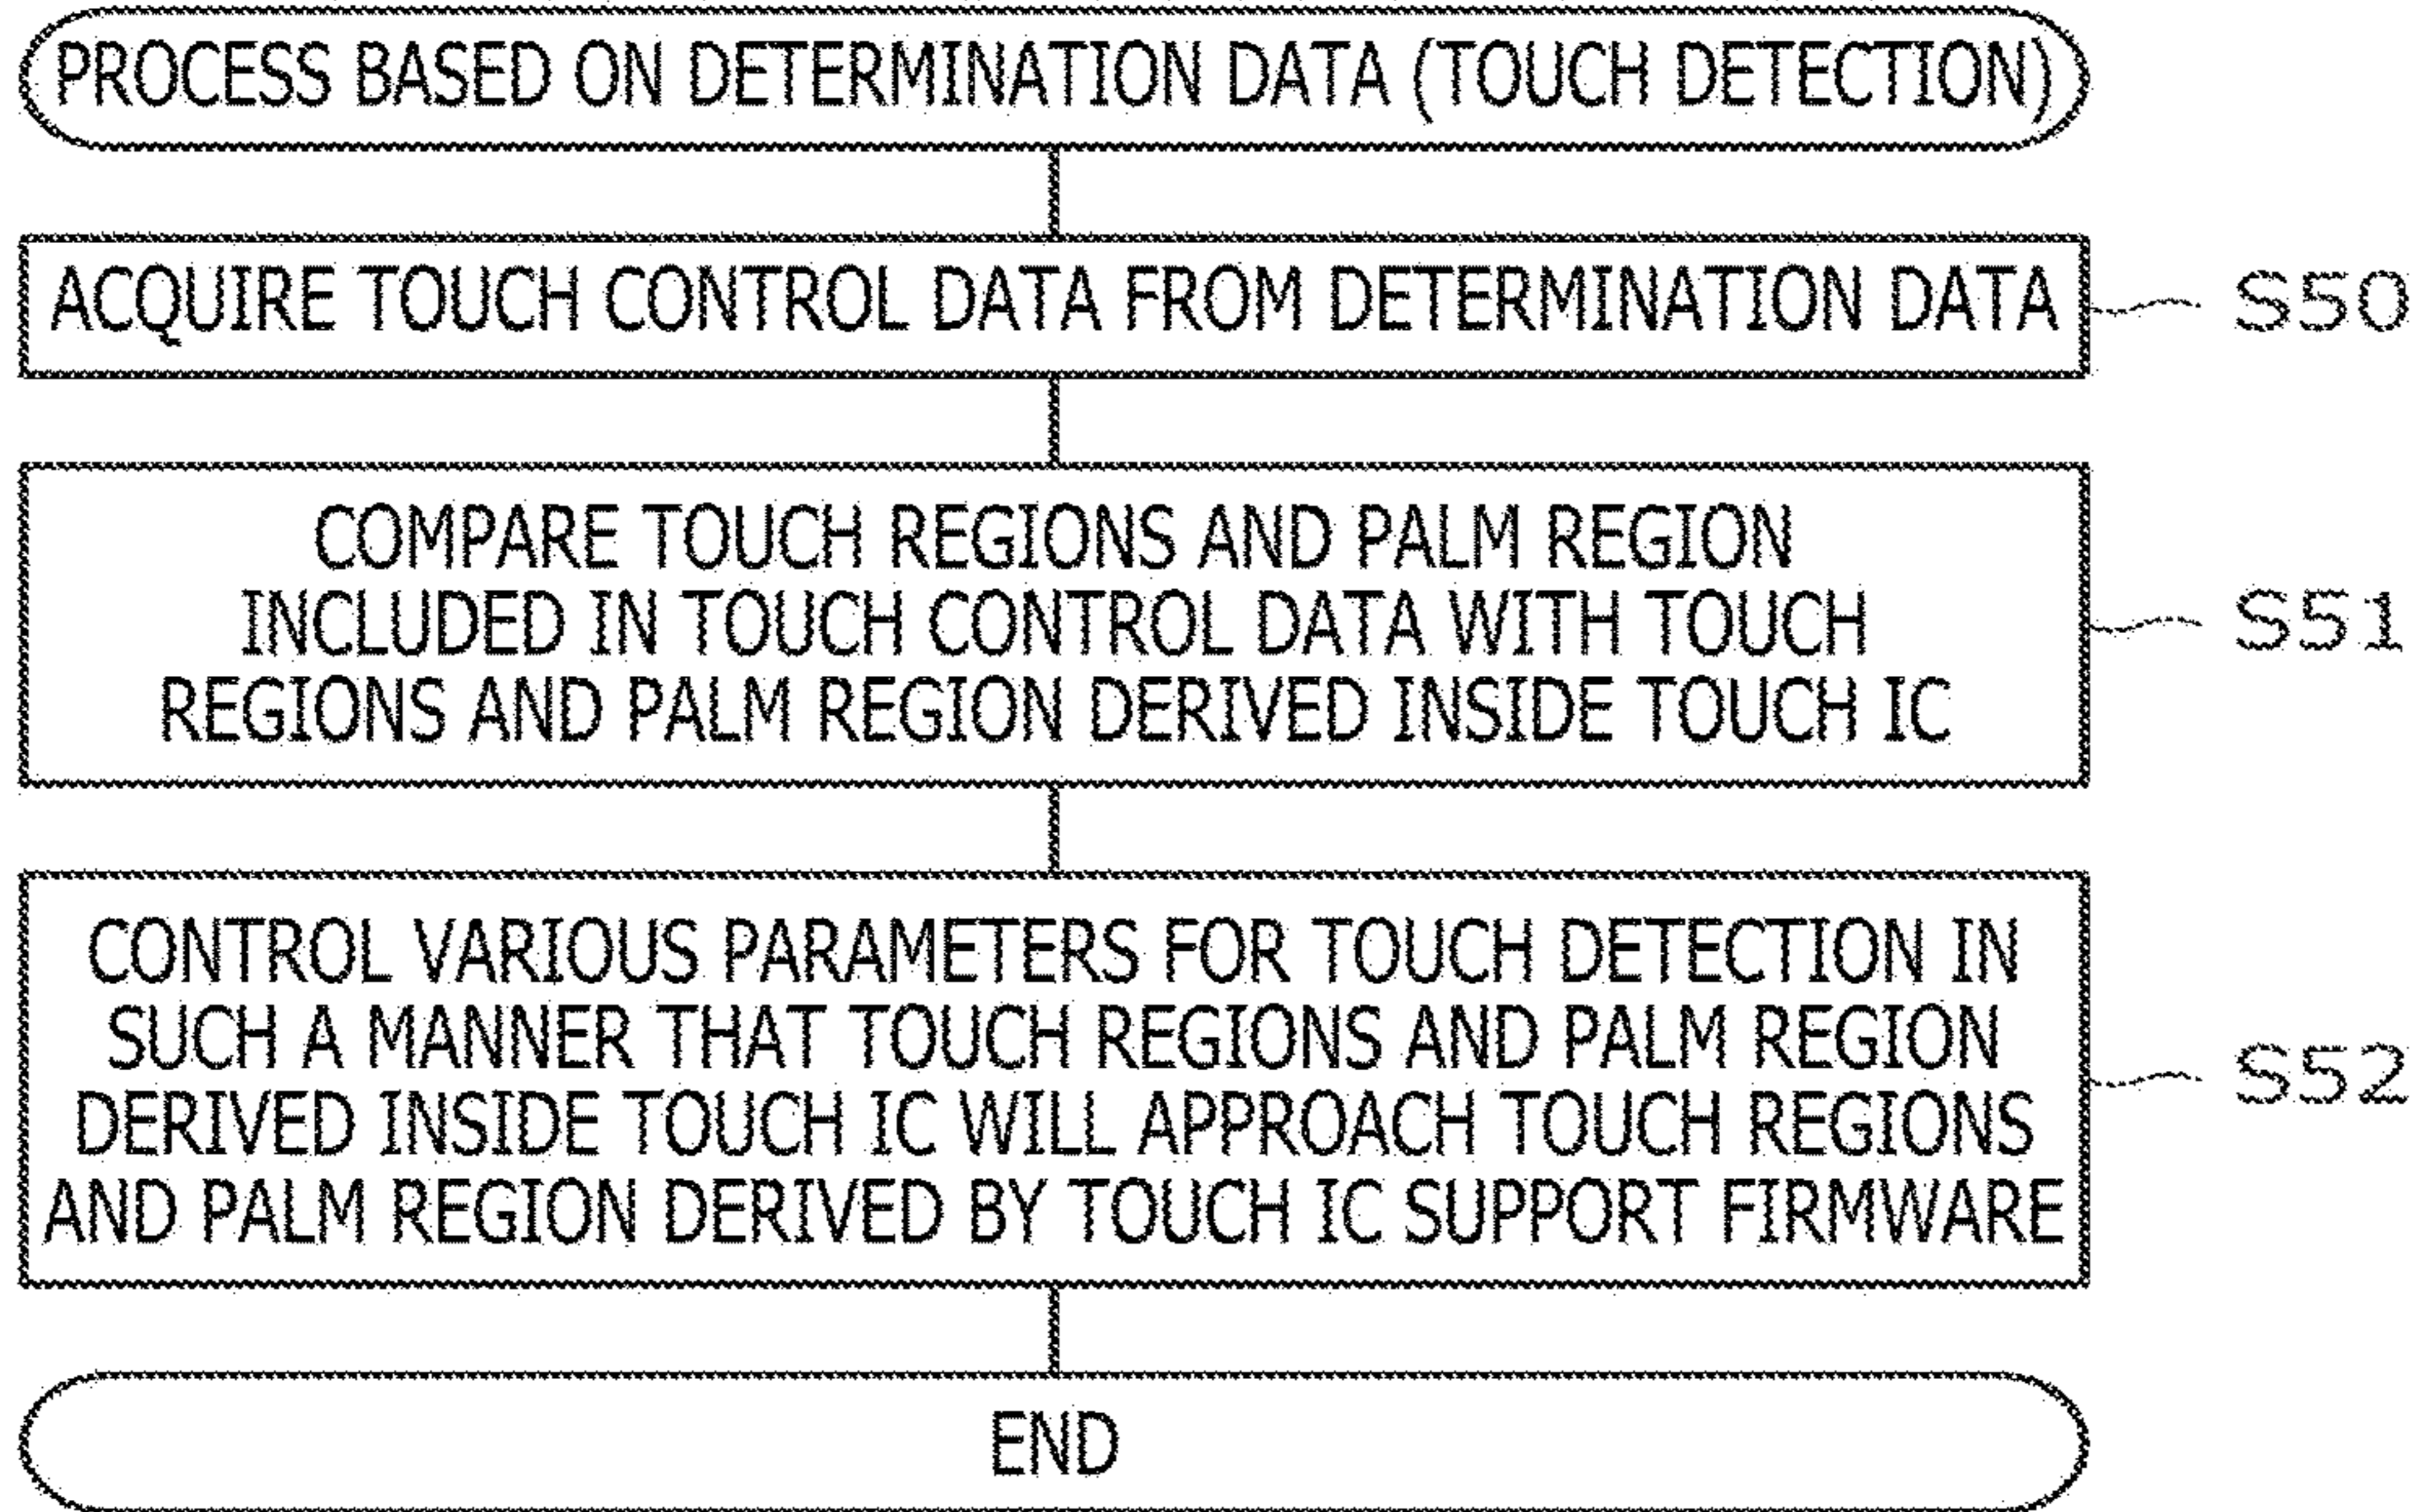 PROCESS BASED ON DETERMINATION DATA (TOUCH DETECTION)
ACQUIRE TOUCH CONTROL DATA FROM DETERMINATION DATA
S50
COMPARE TOUCH REGIONS AND PALM REGION
INCLUDED IN TOUCH CONTROL DATA WITH TOUCH
REGIONS AND PALM REGION DERIVED INSIDE TOUCH IC
S51
CONTROL VARIOUS PARAMETERS FOR TOUCH DETECTION IN
SUCH A MANNER THAT TOUCH REGIONS AND PALM REGION
DERIVED INSIDE TOUCH IC WILL APPROACH TOUCH REGIONS
AND PALM REGION DERIVED BY TOUCH IC SUPPORT FIRMWARE
S52
END